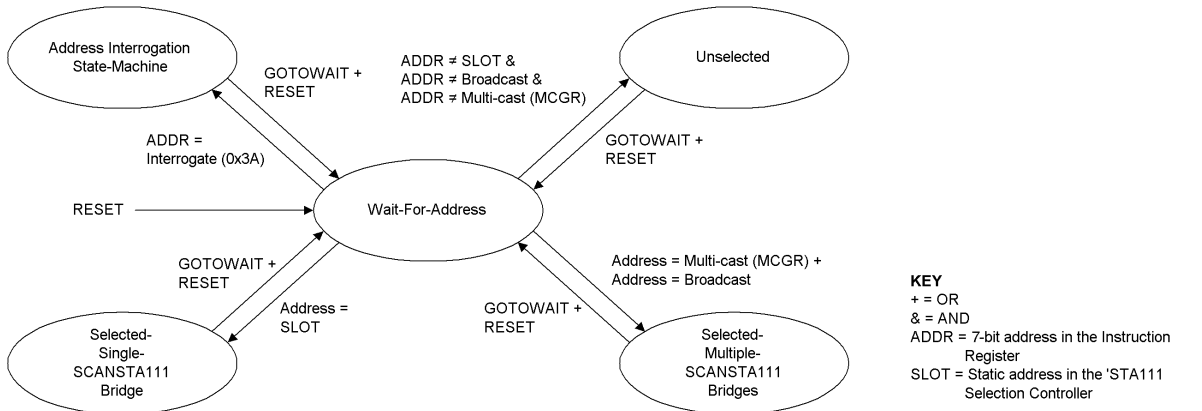 Address Interrogation
State-Machine
GOTOWAIT +
RESET
ADDR =
Interrogate (0x3A)
ADDR ≠ SLOT &
ADDR ≠ Broadcast &
ADDR ≠ Multi-cast (MCGR)
Unselected
GOTOWAIT +
RESET
RESET
Wait-For-Address
GOTOWAIT +
RESET
Address =
SLOT
Selected-
Single-
SCANSTA111
Bridge
Address = Multi-cast (MCGR) +
Address = Broadcast
GOTOWAIT +
RESET
Selected-
Multiple-
SCANSTA111
Bridges
KEY
+ = OR
& = AND
ADDR = 7-bit address in the Instruction
Register
SLOT = Static address in the 'STA111
Selection Controller